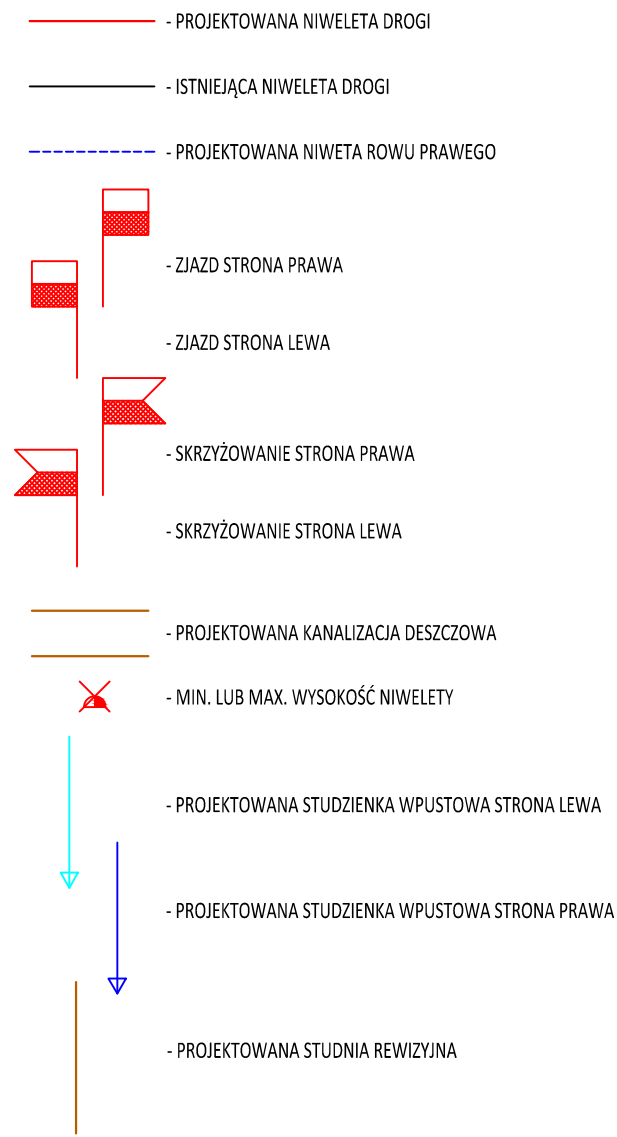 - PROJEKTOWANA NIWELETA DROGI
- ISTNIEJĄCA NIWELETA DROGI
- PROJEKTOWANA NIWETA ROWU PRAWEGO
- ZJAZD STRONA PRAWA
- ZJAZD STRONA LEWA
- SKRZYŻOWANIE STRONA PRAWA
- SKRZYŻOWANIE STRONA LEWA
- PROJEKTOWANA KANALIZACJA DESZCZOWA
- MIN. LUB MAX. WYSOKOŚĆ NIWELETY
- PROJEKTOWANA STUDZIENKA WPUSTOWA STRONA LEWA
- PROJEKTOWANA STUDZIENKA WPUSTOWA STRONA PRAWA
- PROJEKTOWANA STUDNIA REWIZYJNA